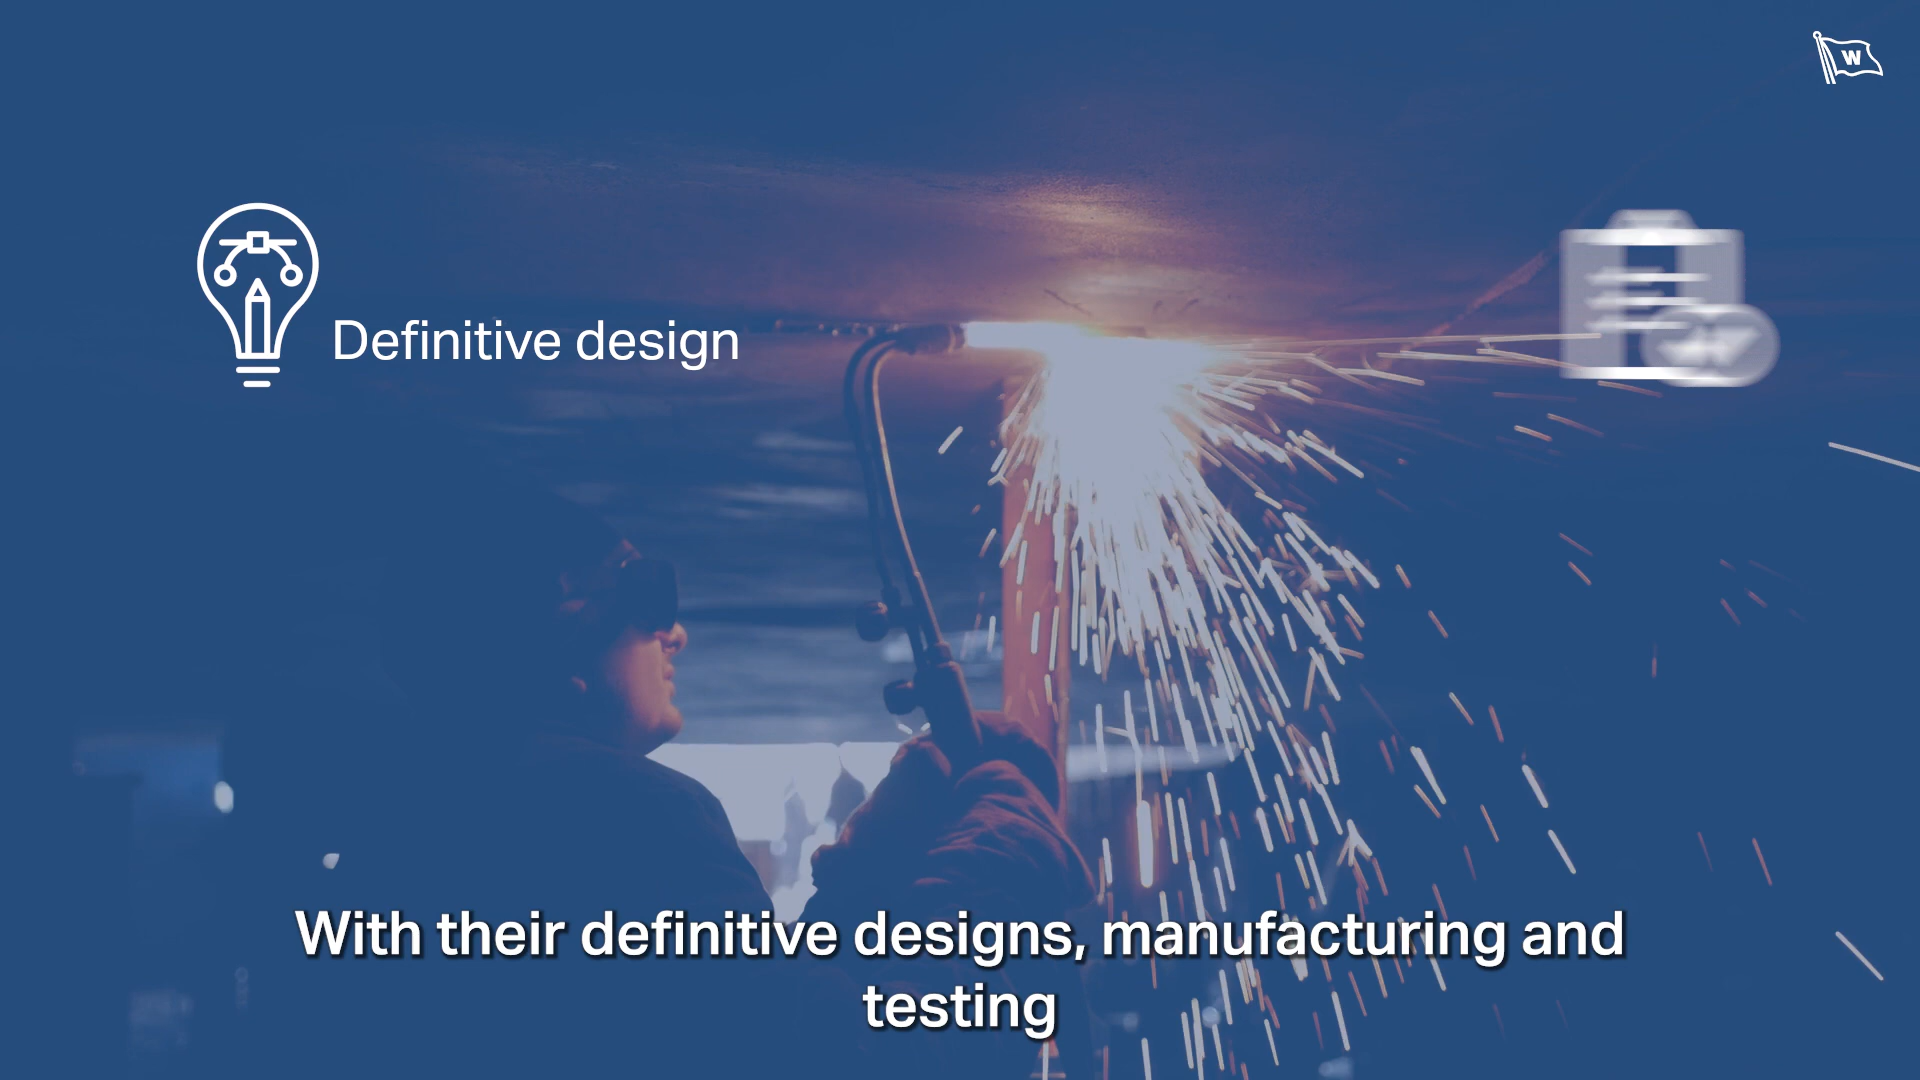 W
Definitive design
With their definitive designs, manufacturing and
testing